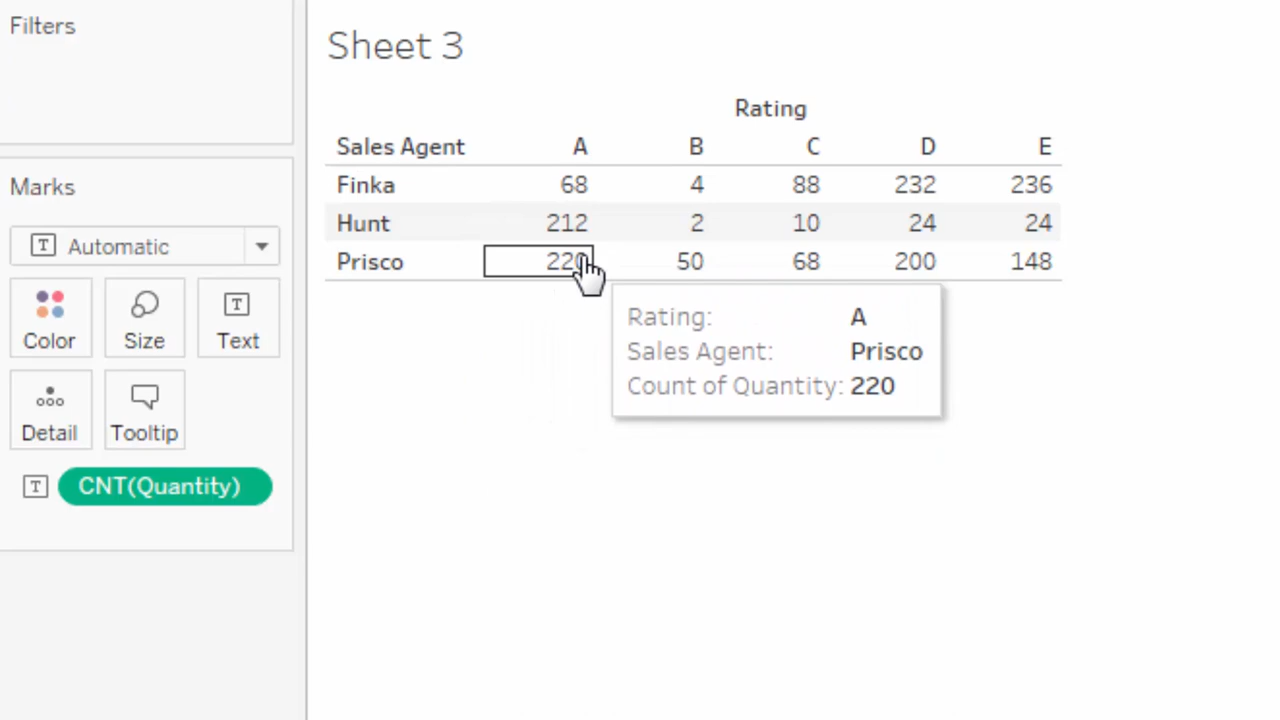 Filters
Marks
Automatic
Color Size Text
Detail Tooltip
CNT(Quantity)
Sheet 3
Rating
Sales Agent A B C D E
Finka 68 4 88 232 236
Hunt 212 2 10 24 24
Prisco 220 50 68 200 148
Rating: A
Sales Agent: Prisco
Count of Quantity: 220